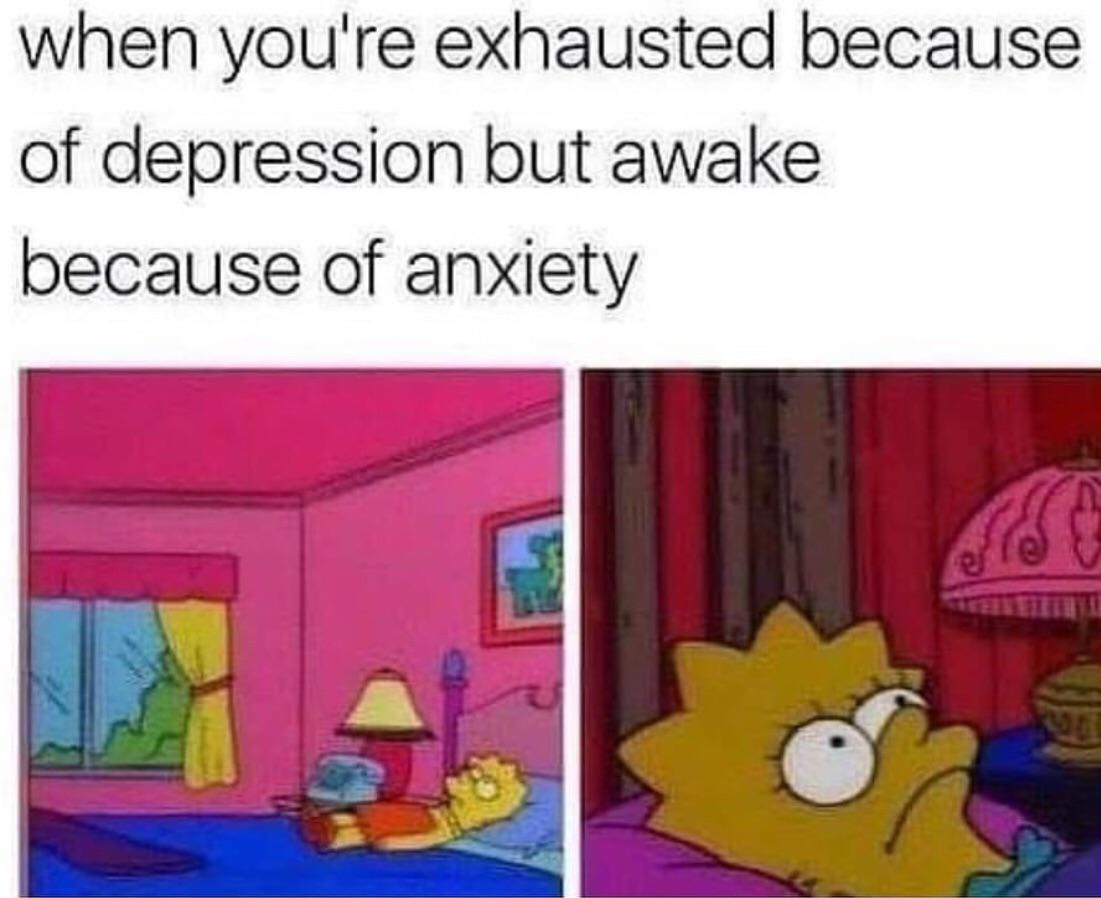 when you're exhausted because
of depression but awake
because of anxiety